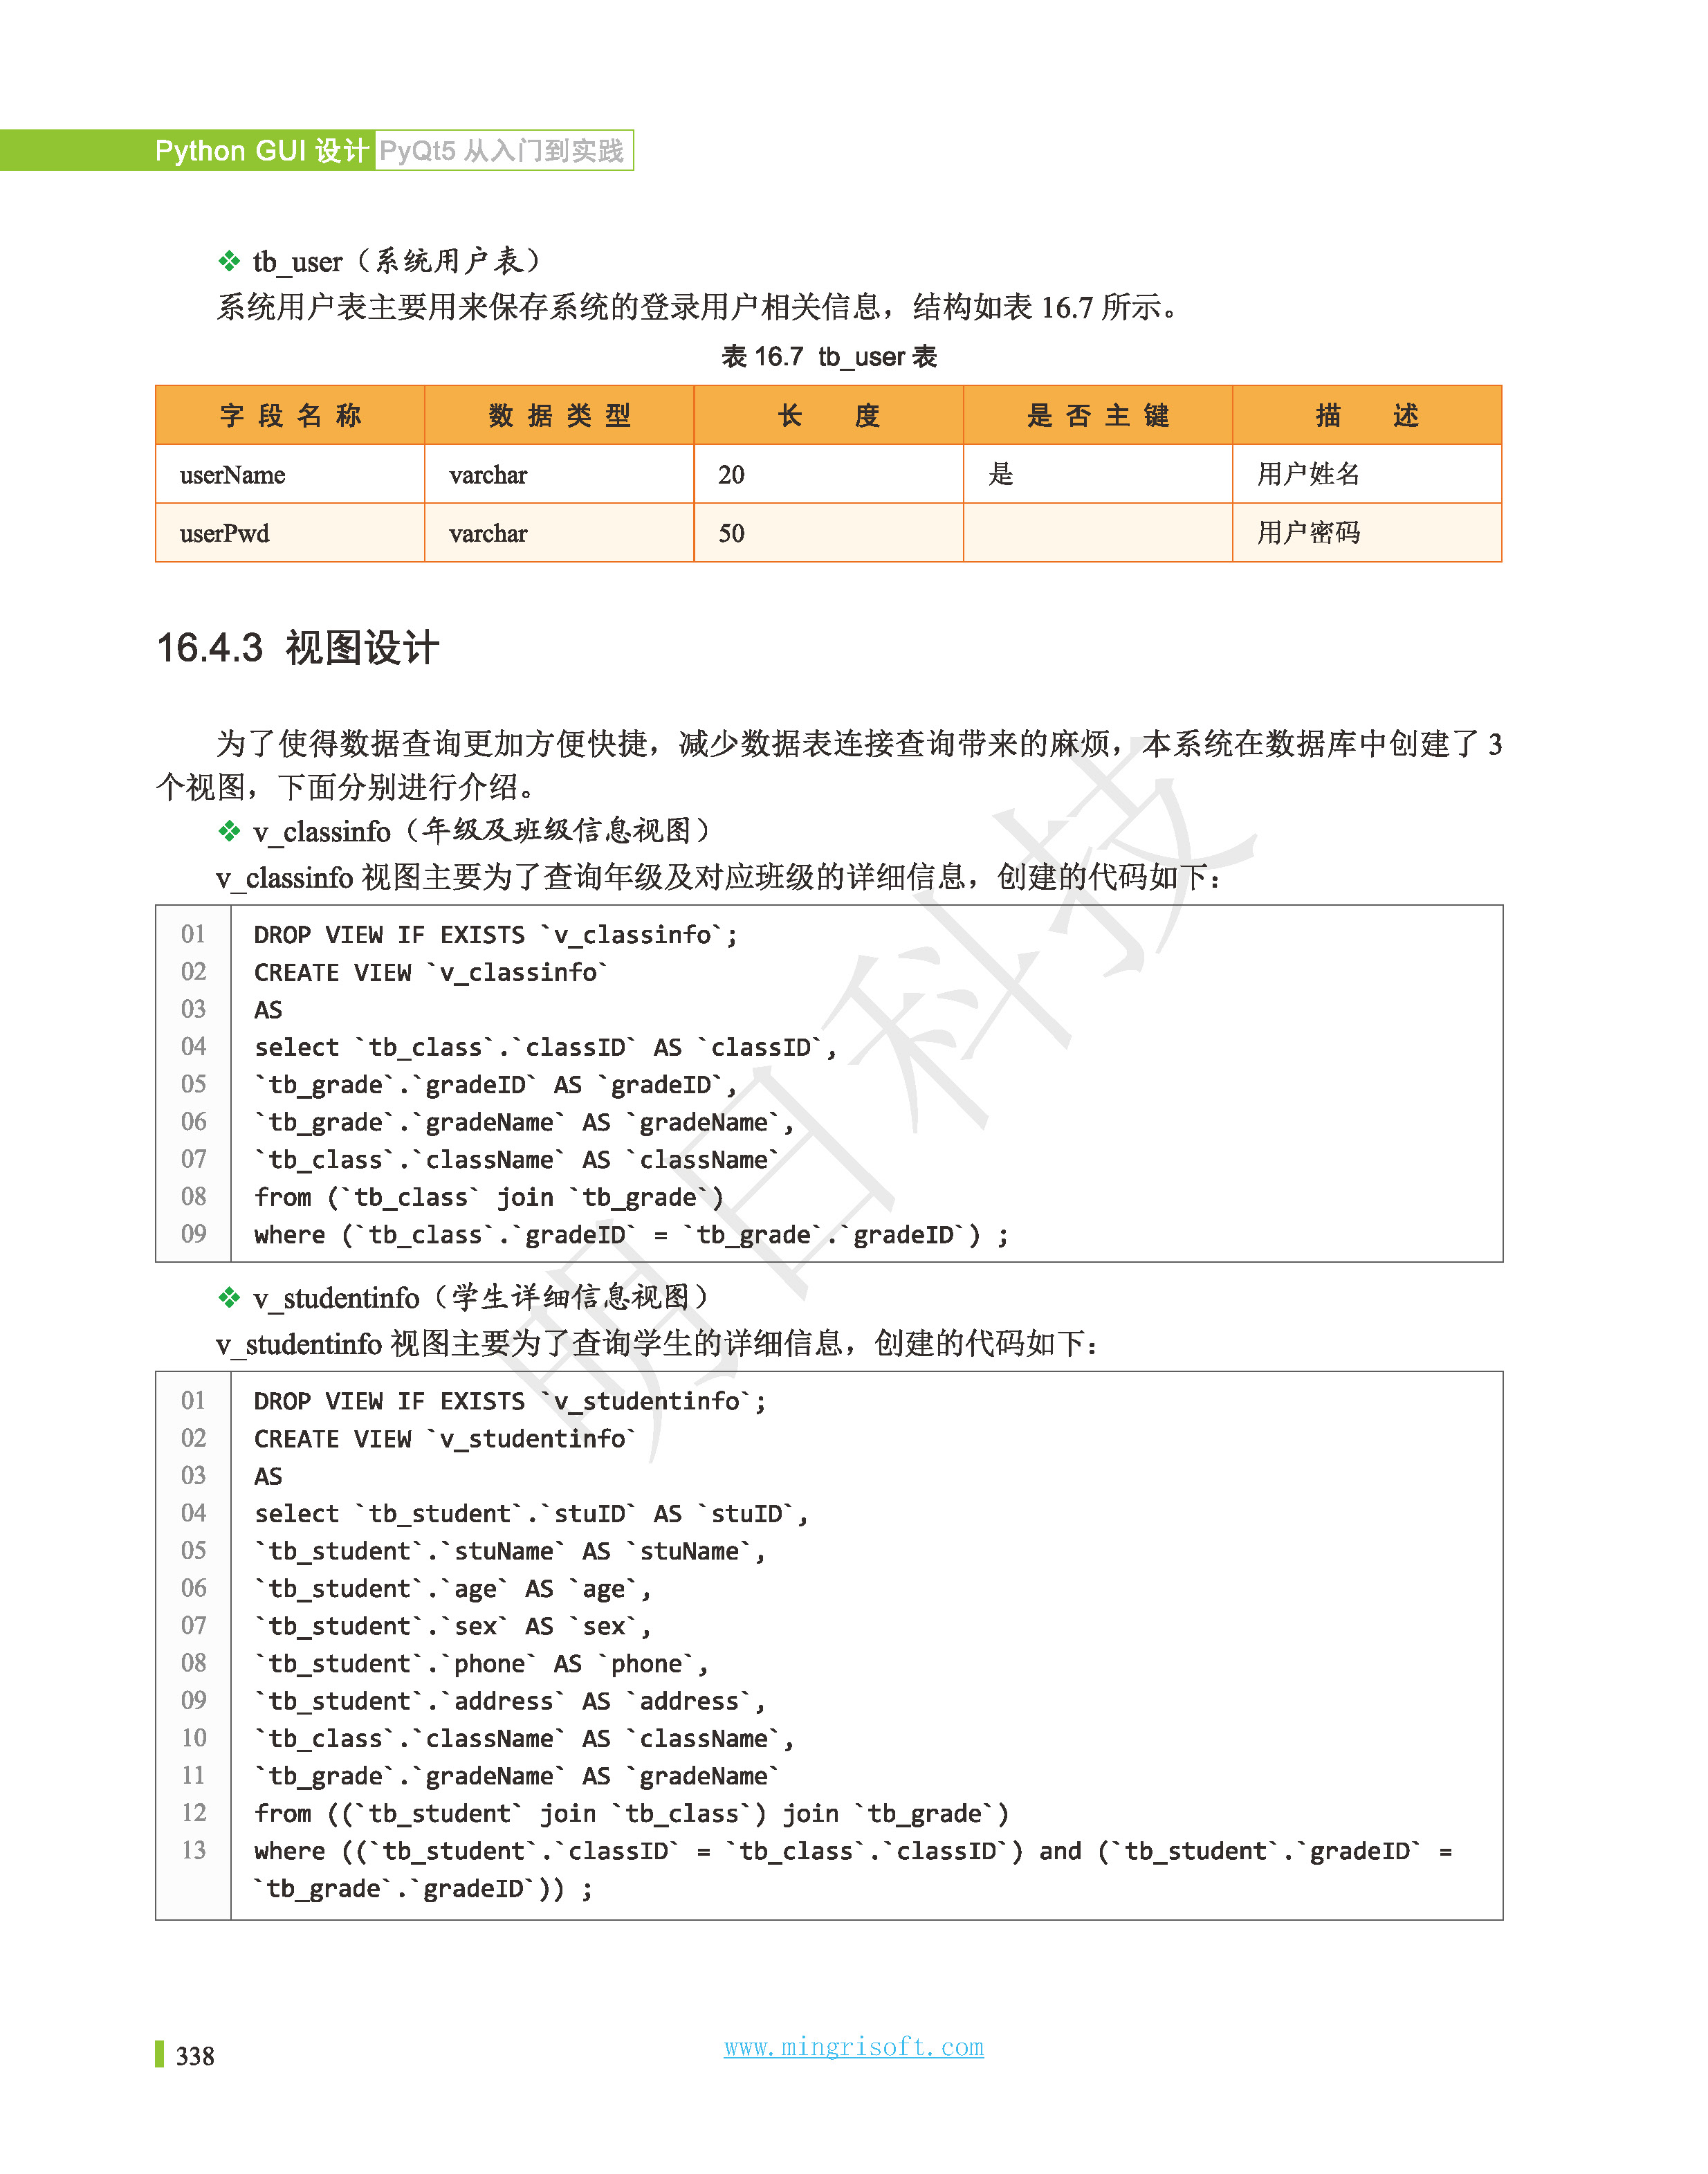 Python GUI 设计 PyQt5 从入门到实践
❖ tb_user（系统用户表）
系统用户表主要用来保存系统的登录用户相关信息，结构如表 16.7 所示。
表 16.7 tb_user 表
字段名称 数据类型 长 度 是否主键 描 述
userName varchar 20 是 用户姓名
userPwd varchar 50 用户密码
16.4.3 视图设计
为了使得数据查询更加方便快捷，减少数据表连接查询带来的麻烦，本系统在数据库中创建了 3
个视图，下面分别进行介绍。
❖ v_classinfo（年级及班级信息视图）
v_classinfo 视图主要为了查询年级及对应班级的详细信息，创建的代码如下：
01 DROP VIEW IF EXISTS `v_classinfo`;
02 CREATE VIEW `v_classinfo`
03 AS
04 select `tb_class`.`classID` AS `classID`,
05 `tb_grade`.`gradeID` AS `gradeID`,
06 `tb_grade`.`gradeName` AS `gradeName`,
07 `tb_class`.`className` AS `className`
08 from (`tb_class` join `tb_grade`)
09 where (`tb_class`.`gradeID` = `tb_grade`.`gradeID`) ;
❖ v_studentinfo（学生详细信息视图）
v_studentinfo 视图主要为了查询学生的详细信息，创建的代码如下：
01 DROP VIEW IF EXISTS `v_studentinfo`;
02 CREATE VIEW `v_studentinfo`
03 AS
04 select `tb_student`.`stuID` AS `stuID`,
05 `tb_student`.`stuName` AS `stuName`,
06 `tb_student`.`age` AS `age`,
07 `tb_student`.`sex` AS `sex`,
08 `tb_student`.`phone` AS `phone`,
09 `tb_student`.`address` AS `address`,
10 `tb_class`.`className` AS `className`,
11 `tb_grade`.`gradeName` AS `gradeName`
12 from ((`tb_student` join `tb_class`) join `tb_grade`)
13 where ((`tb_student`.`classID` = `tb_class`.`classID`) and (`tb_student`.`gradeID` =
`tb_grade`.`gradeID`)) ;
明日科技
338
www.mingrisoft.com